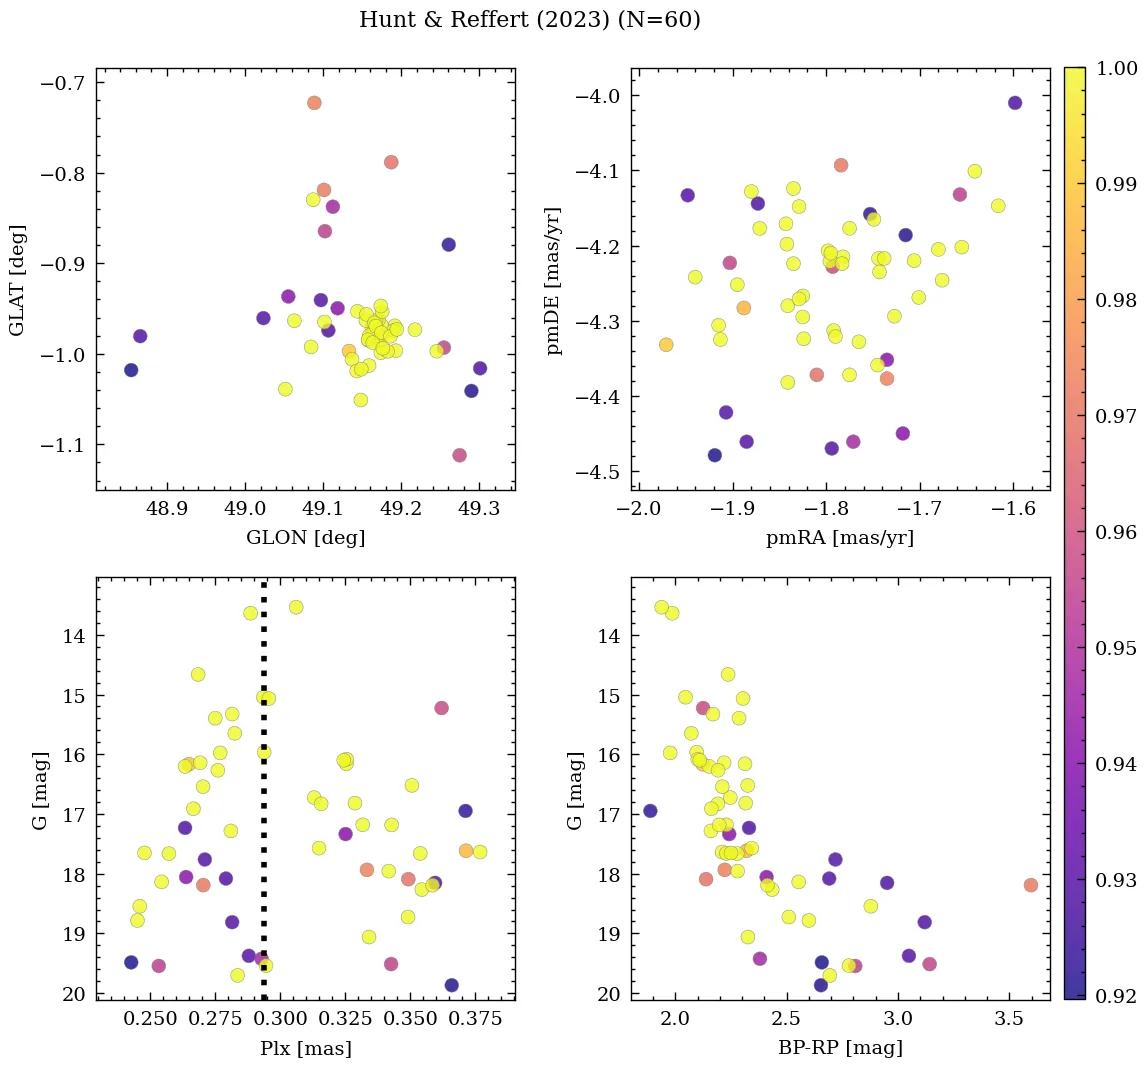 Hunt & Reffert (2023) (N=60)
−0.7
−0.8
−0.9
−1.0
−1.1
GLAT [deg]
48.9 49.0 49.1 49.2 49.3
GLON [deg]
−4.0
−4.1
−4.2
−4.3
−4.4
−4.5
pmDE [mas/yr]
−2.0 −1.9 −1.8 −1.7 −1.6
pmRA [mas/yr]
14
15
16
17
18
19
20
G [mag]
0.250 0.275 0.300 0.325 0.350 0.375
Plx [mas]
14
15
16
17
18
19
20
G [mag]
2.0 2.5 3.0 3.5
BP-RP [mag]
1.00
0.99
0.98
0.97
0.96
0.95
0.94
0.93
0.92